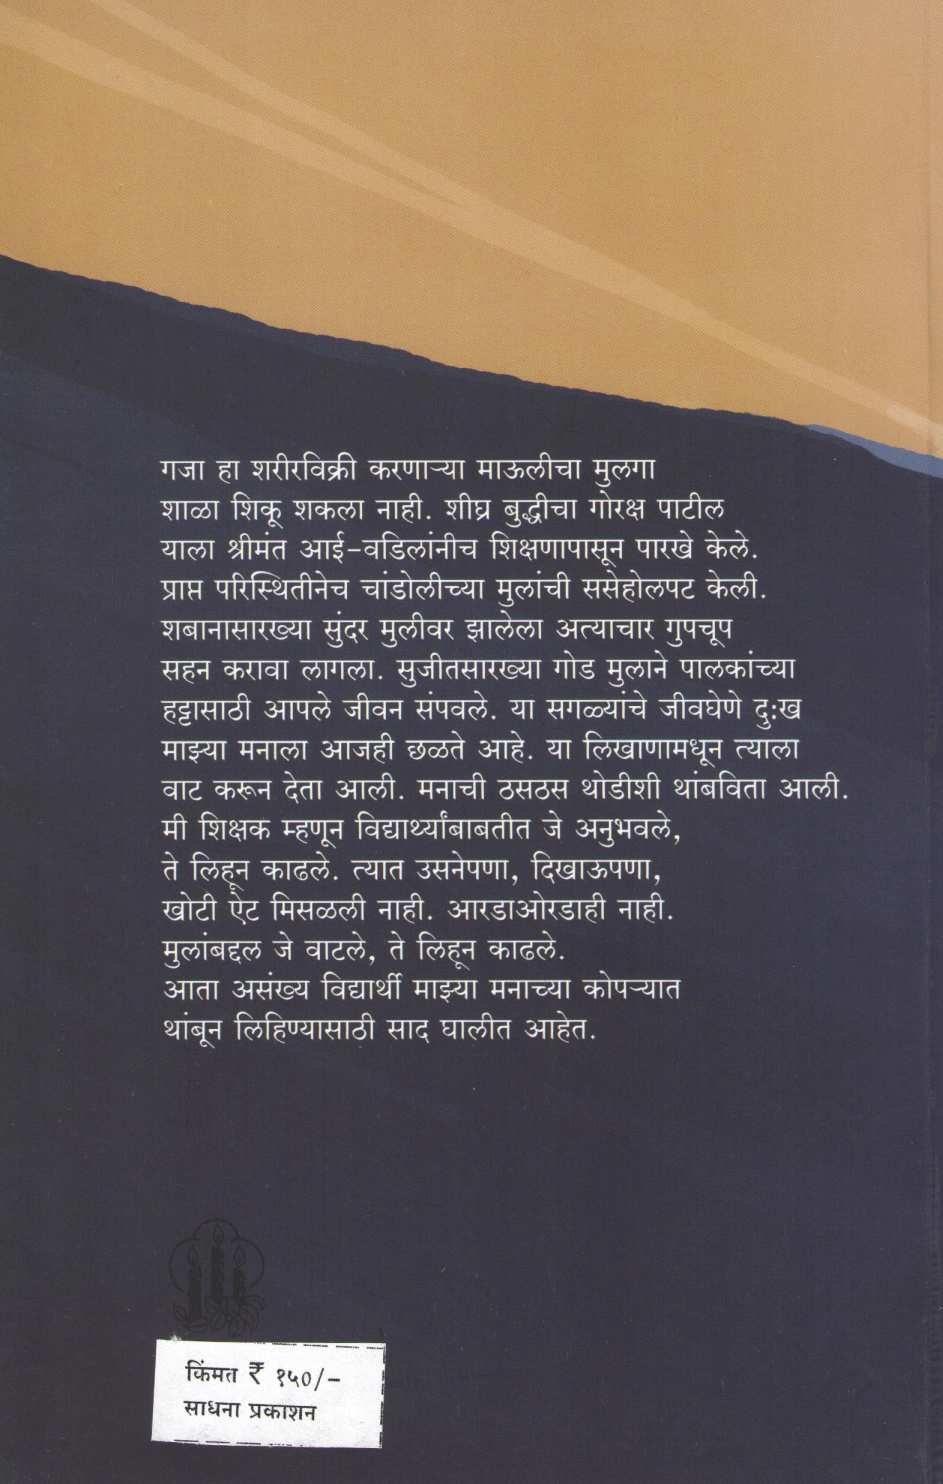 गजा हा शरीरविक्री करणाऱ्या माऊलीचा मुलगा
शाळा शिकू शकला नाही. शीघ्र बुद्धीचा गोरक्ष पाटील
याला श्रीमंत आई-वडिलांनीच शिक्षणापासून पारखे केले.
प्राप्त परिस्थितीनेच चांडोलीच्या मुलांची ससेहोलपट केली.
शबानासारख्या सुंदर मुलीवर झालेला अत्याचार गुपचूप
सहन करावा लागला. सुजीतसारख्या गोड मुलाने पालकांच्या
हट्टासाठी आपले जीवन संपवले. या सगळ्यांचे जीवघेणे दुःख
माझ्या मनाला आजही छळते आहे. या लिखाणामधून त्याला
वाट करून देता आली. मनाची ठसठस थोडीशी थांबविता आली.
मी शिक्षक म्हणून विद्यार्थ्यांबाबतीत जे अनुभवले,
ते लिहून काढले. त्यात उसनेपणा, दिखाऊपणा,
खोटी ऐट मिसळली नाही. आरडाओरडाही नाही.
मुलांबद्दल जे वाटले, ते लिहून काढले.
आता असंख्य विद्यार्थी माझ्या मनाच्या कोपऱ्यात
थांबून लिहिण्यासाठी साद घालीत आहेत.
किंमत ₹ १५०/-
साधना प्रकाशन